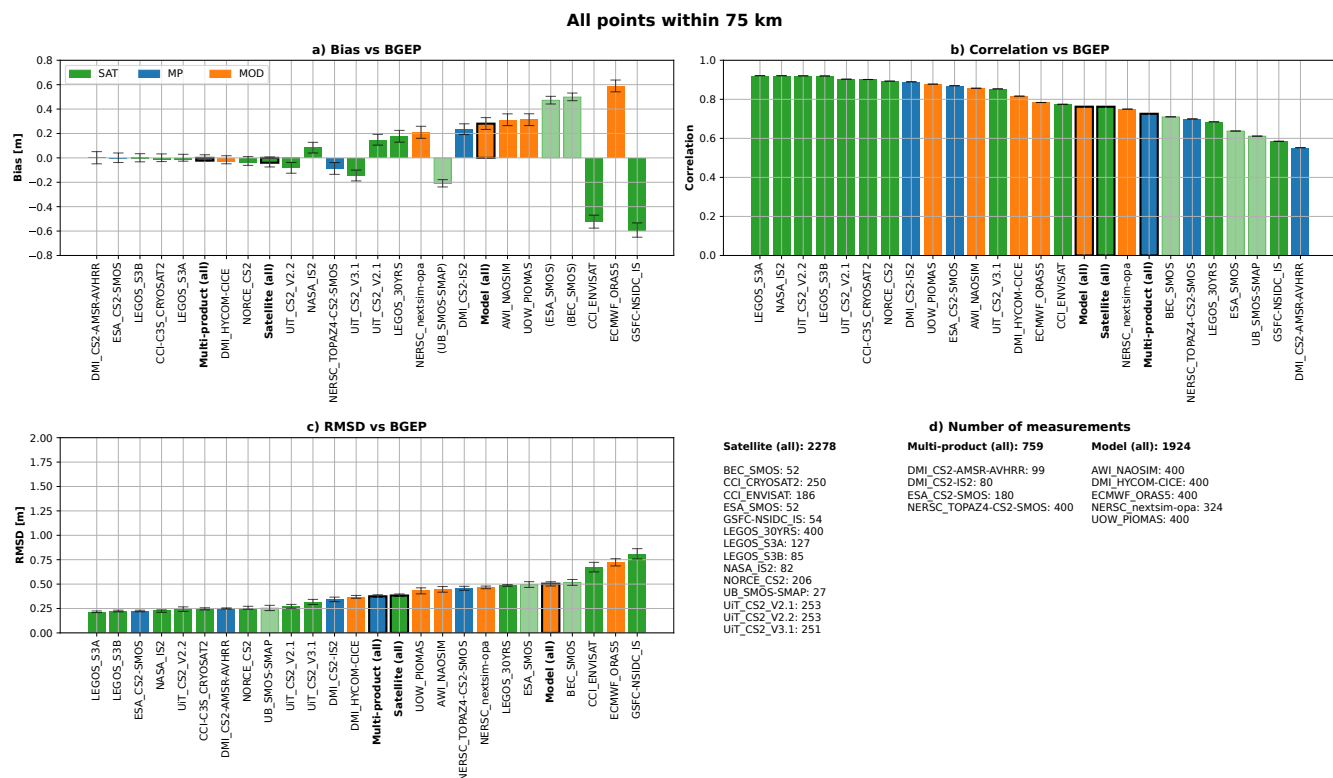 All points within 75 km
a) Bias vs BGEP
SAT MP MOD
Bias [m]
0.8
0.6
0.4
0.2
0.0
−0.2
−0.4
−0.6
−0.8
DMI_CS2-AMSR-AVHRR
ESA_CS2-SMOS
LEGOS_S3B
CCI-C3S_CRYOSAT2
LEGOS_S3A
Multi-product (all)
DMI_HYCOM-CICE
NORCE_CS2
Satellite (all)
UiT_CS2_V2.2
NASA_IS2
NERSC_TOPAZ4-CS2-SMOS
UiT_CS2_V3.1
UiT_CS2_V2.1
LEGOS_30YRS
NERSC_nextsim-opa
(UB_SMOS-SMAP)
DMI_CS2-IS2
Model (all)
AWI_NAOSIM
UOW_PIOMAS
(ESA_SMOS)
(BEC_SMOS)
CCI_ENVISAT
ECMWF_ORAS5
GSFC-NSIDC_IS
b) Correlation vs BGEP
Correlation
1.0
0.8
0.6
0.4
0.2
0.0
LEGOS_S3A
NASA_IS2
UiT_CS2_V2.2
LEGOS_S3B
UiT_CS2_V2.1
CCI-C3S_CRYOSAT2
NORCE_CS2
DMI_CS2-IS2
UOW_PIOMAS
ESA_CS2-SMOS
AWI_NAOSIM
UiT_CS2_V3.1
DMI_HYCOM-CICE
ECMWF_ORAS5
CCI_ENVISAT
Model (all)
Satellite (all)
NERSC_nextsim-opa
Multi-product (all)
BEC_SMOS
NERSC_TOPAZ4-CS2-SMOS
LEGOS_30YRS
ESA_SMOS
UB_SMOS-SMAP
GSFC-NSIDC_IS
DMI_CS2-AMSR-AVHRR
c) RMSD vs BGEP
RMSD [m]
2.00
1.75
1.50
1.25
1.00
0.75
0.50
0.25
0.00
LEGOS_S3A
LEGOS_S3B
ESA_CS2-SMOS
NASA_IS2
UiT_CS2_V2.2
CCI-C3S_CRYOSAT2
DMI_CS2-AMSR-AVHRR
NORCE_CS2
UB_SMOS-SMAP
UiT_CS2_V2.1
UiT_CS2_V3.1
DMI_CS2-IS2
DMI_HYCOM-CICE
Multi-product (all)
Satellite (all)
UOW_PIOMAS
AWI_NAOSIM
NERSC_TOPAZ4-CS2-SMOS
NERSC_nextsim-opa
LEGOS_30YRS
ESA_SMOS
Model (all)
BEC_SMOS
CCI_ENVISAT
ECMWF_ORAS5
GSFC-NSIDC_IS
d) Number of measurements
Satellite (all): 2278
BEC_SMOS: 52
CCI_CRYOSAT2: 250
CCI_ENVISAT: 186
ESA_SMOS: 52
GSFC-NSIDC_IS: 54
LEGOS_30YRS: 400
LEGOS_S3A: 127
LEGOS_S3B: 85
NASA_IS2: 82
NORCE_CS2: 206
UB_SMOS-SMAP: 27
UiT_CS2_V2.1: 253
UiT_CS2_V2.2: 253
UiT_CS2_V3.1: 251
Multi-product (all): 759
DMI_CS2-AMSR-AVHRR: 99
DMI_CS2-IS2: 80
ESA_CS2-SMOS: 180
NERSC_TOPAZ4-CS2-SMOS: 400
Model (all): 1924
AWI_NAOSIM: 400
DMI_HYCOM-CICE: 400
ECMWF_ORAS5: 400
NERSC_nextsim-opa: 324
UOW_PIOMAS: 400